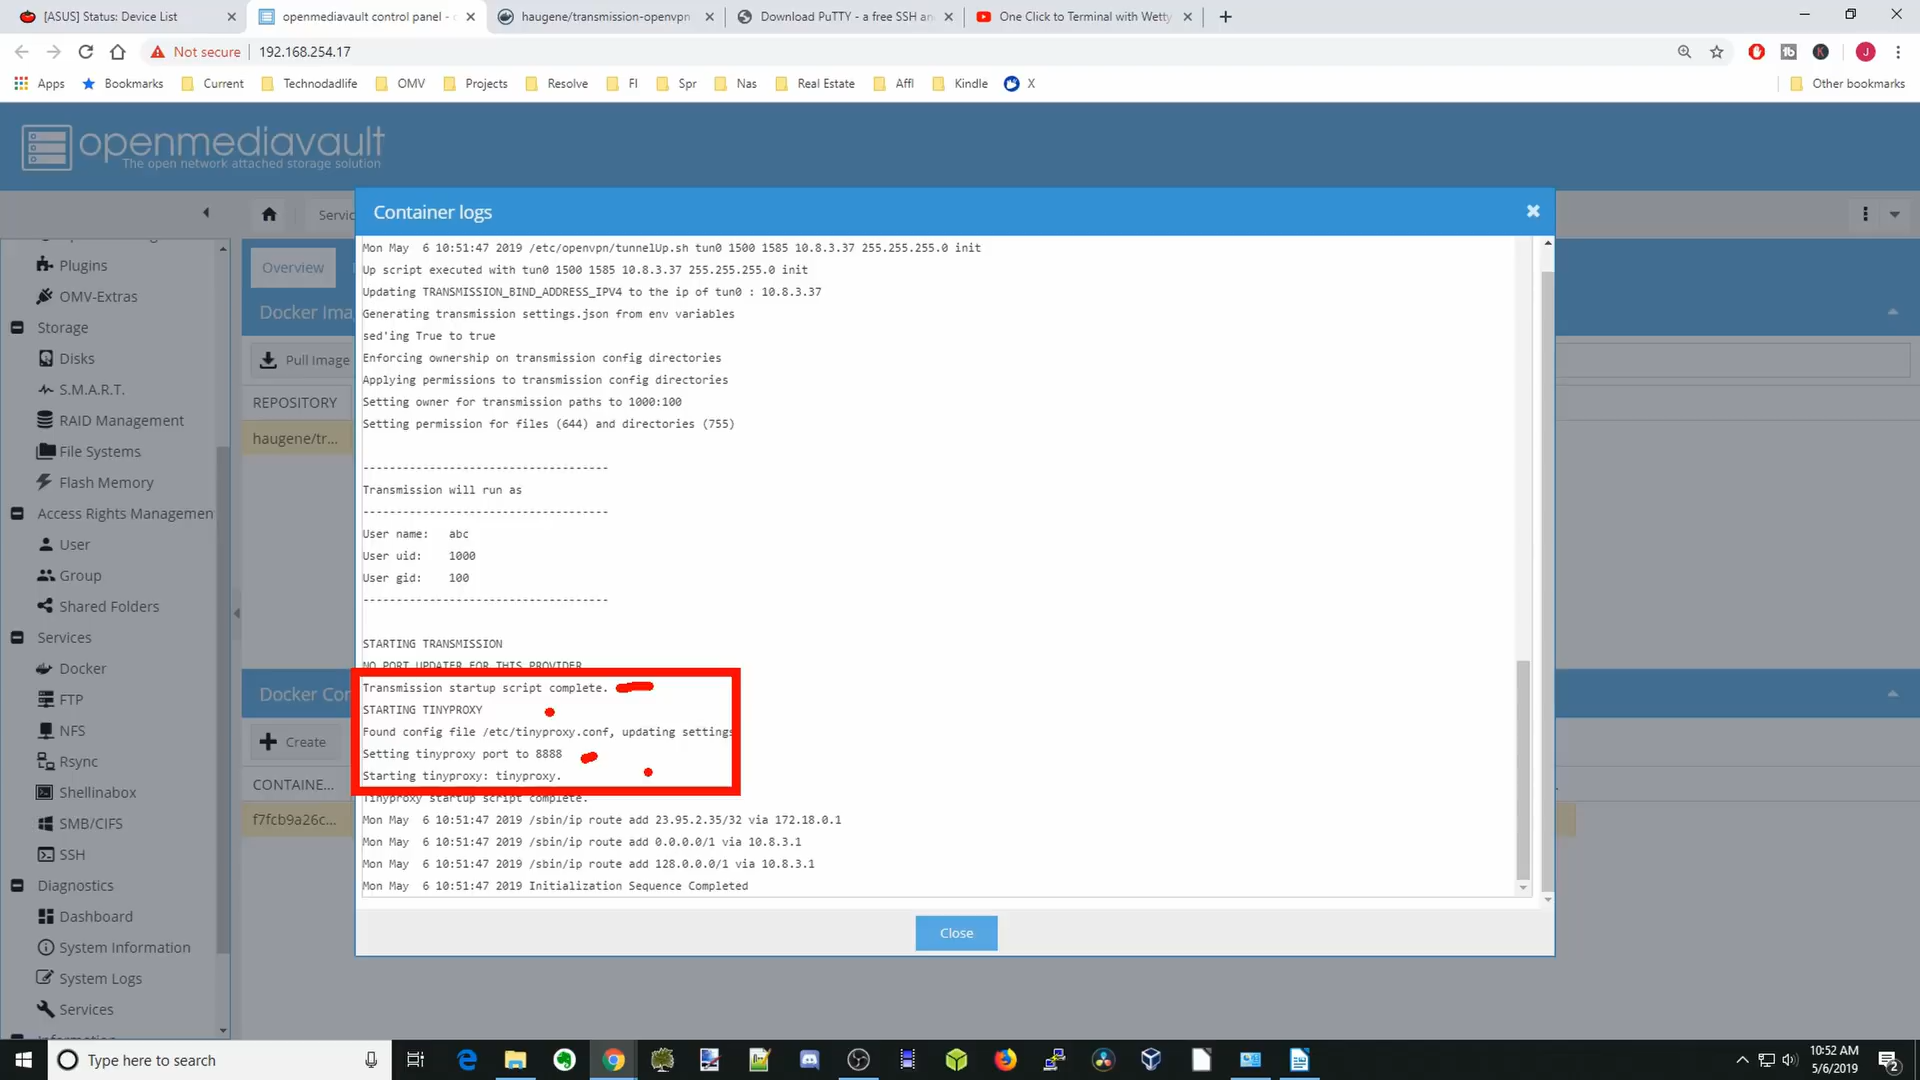 [ASUS] Status: Device List
openmediavault control panel - 
haugene/transmission-openvpn
Download PuTTY - a free SSH an
One Click to Terminal with Wetty
Not secure
192.168.254.17
Apps
Bookmarks
Current
Technodadlife
OMV
Projects
Resolve
FI
Spr
Nas
Real Estate
Affl
Kindle
X
Other bookmarks
openmediavault
The open network attached storage solution
Plugins
OMV-Extras
Storage
Disks
S.M.A.R.T.
RAID Management
File Systems
Flash Memory
Access Rights Managemen
User
Group
Shared Folders
Services
Docker
FTP
NFS
Rsync
Shellinabox
SMB/CIFS
SSH
Diagnostics
Dashboard
System Information
System Logs
Services
Servic
Overview
Docker Ima
Pull Image
REPOSITORY
haugene/tr...
Docker Con
Create
CONTAINE...
f7fcb9a26c...
Container logs
Mon May  6 10:51:47 2019 /etc/openvpn/tunnelUp.sh tun0 1500 1585 10.8.3.37 255.255.255.0 init
Up script executed with tun0 1500 1585 10.8.3.37 255.255.255.0 init
Updating TRANSMISSION_BIND_ADDRESS_IPV4 to the ip of tun0 : 10.8.3.37
Generating transmission settings.json from env variables
sed'ing True to true
Enforcing ownership on transmission config directories
Applying permissions to transmission config directories
Setting owner for transmission paths to 1000:100
Setting permission for files (644) and directories (755)
-------------------------------------
Transmission will run as
-------------------------------------
User name:   abc
User uid:    1000
User gid:    100
-------------------------------------
STARTING TRANSMISSION
NO PORT UPDATER FOR THIS PROVIDER
Transmission startup script complete.
STARTING TINYPROXY
Found config file /etc/tinyproxy.conf, updating settings
Setting tinyproxy port to 8888
Starting tinyproxy: tinyproxy.
Tinyproxy startup script complete.
Mon May  6 10:51:47 2019 /sbin/ip route add 23.95.2.35/32 via 172.18.0.1
Mon May  6 10:51:47 2019 /sbin/ip route add 0.0.0.0/1 via 10.8.3.1
Mon May  6 10:51:47 2019 /sbin/ip route add 128.0.0.0/1 via 10.8.3.1
Mon May  6 10:51:47 2019 Initialization Sequence Completed
Close
Type here to search
10:52 AM
5/6/2019
2